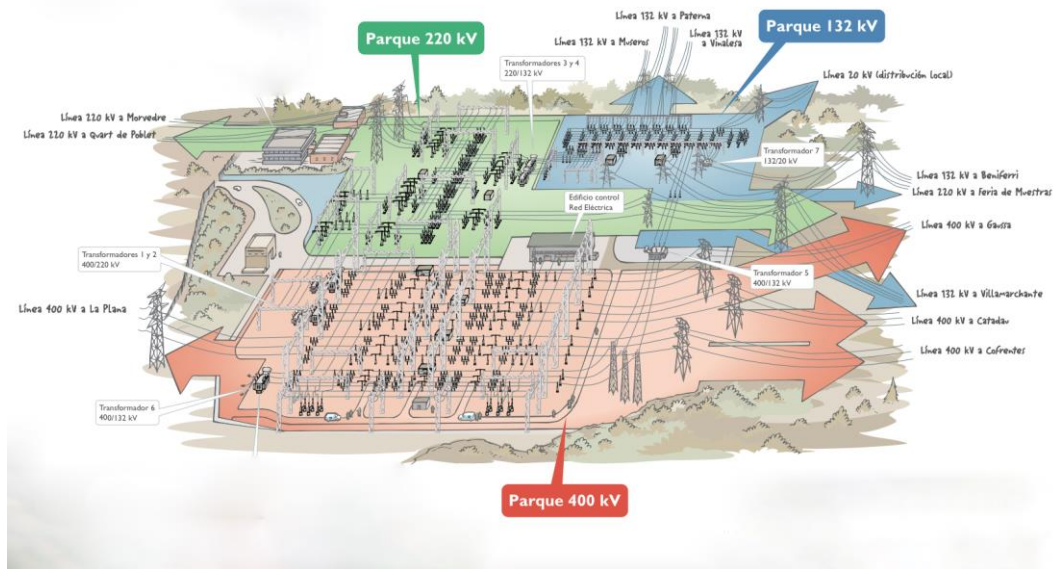 Línea 132 kV a Paterna
Línea 132 kV a Museros
Línea 132 kV
a Vinalesa
Parque 220 kV
Parque 132 kV
Transformadores 3 y 4
220/132 kV
Línea 20 kV (distribución local)
Línea 220 kV a Morvedre
Línea 220 kV a Quart de Poblet
Transformador 7
132/20 kV
Línea 132 kV a Beniferri
Línea 220 kV a Feria de Muestras
Edificio control
Red Eléctrica
Línea 400 kV a Gaussa
Transformadores 1 y 2
400/220 kV
Transformador 5
400/132 kV
Línea 400 kV a La Plana
Línea 132 kV a Villamarchante
Línea 400 kV a Catadau
Línea 400 kV a Cofrentes
Transformador 6
400/132 kV
Parque 400 kV